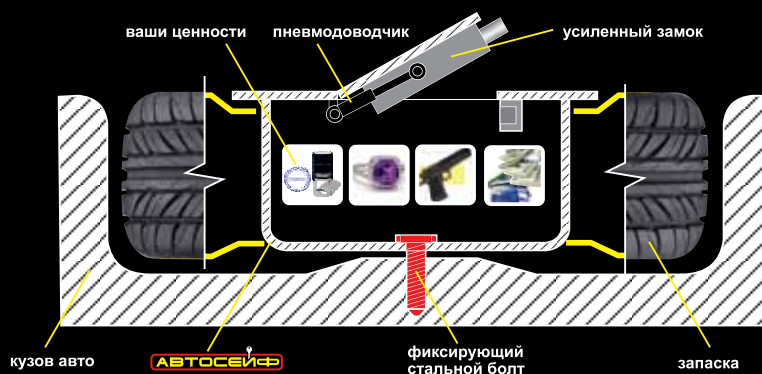 ваши ценности
пневмодоводчик
усиленный замок
кузов авто
АВТОСЕЙФ
фиксирующий
стальной болт
запаска